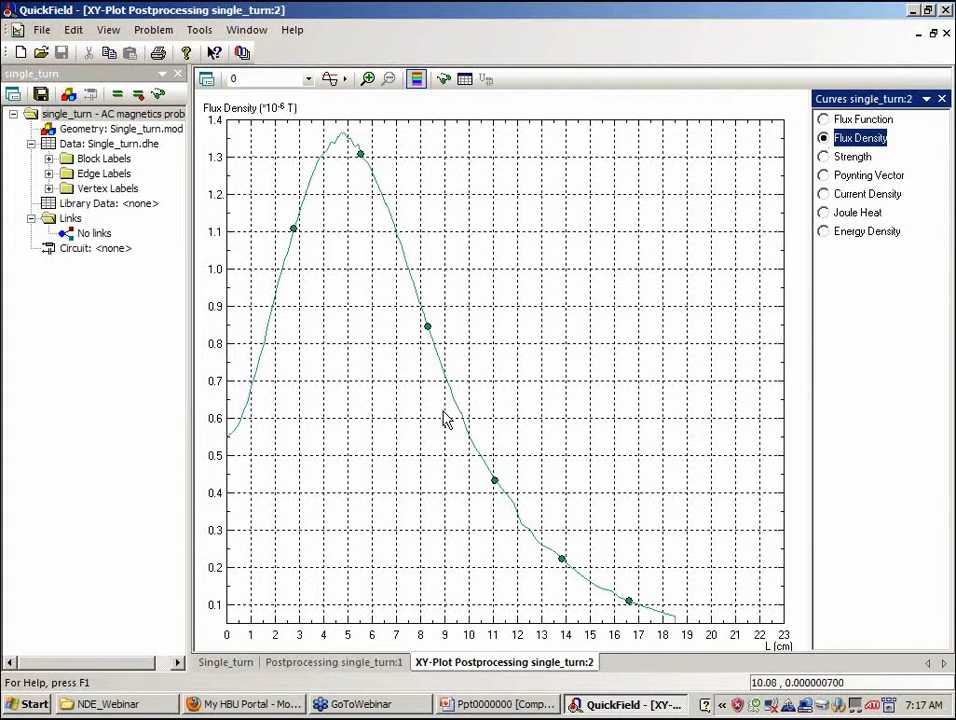 QuickField - [XY-Plot Postprocessing single_turn:2]
File Edit View Problem Tools Window Help
single_turn
0
single_turn - AC magnetics prob
Geometry: Single_turn.mod
Data: Single_turn.dhe
Block Labels
Edge Labels
Vertex Labels
Library Data: <none>
Links
No links
Circuit: <none>
Flux Density (*10-6 T)
1.4
1.3
1.2
1.1
1.0
0.9
0.8
0.7
0.6
0.5
0.4
0.3
0.2
0.1
0 1 2 3 4 5 6 7 8 9 10 11 12 13 14 15 16 17 18 19 20 21 22 23
L (cm)
Curves single_turn:2
Flux Function
Flux Density
Strength
Poynting Vector
Current Density
Joule Heat
Energy Density
Single_turn Postprocessing single_turn:1 XY-Plot Postprocessing single_turn:2
For Help, press F1
10.08 , 0.000000700
Start NDE_Webinar My HBU Portal - Mo... GoToWebinar Ppt0000000 [Comp... QuickField - [XY-... 7:17 AM